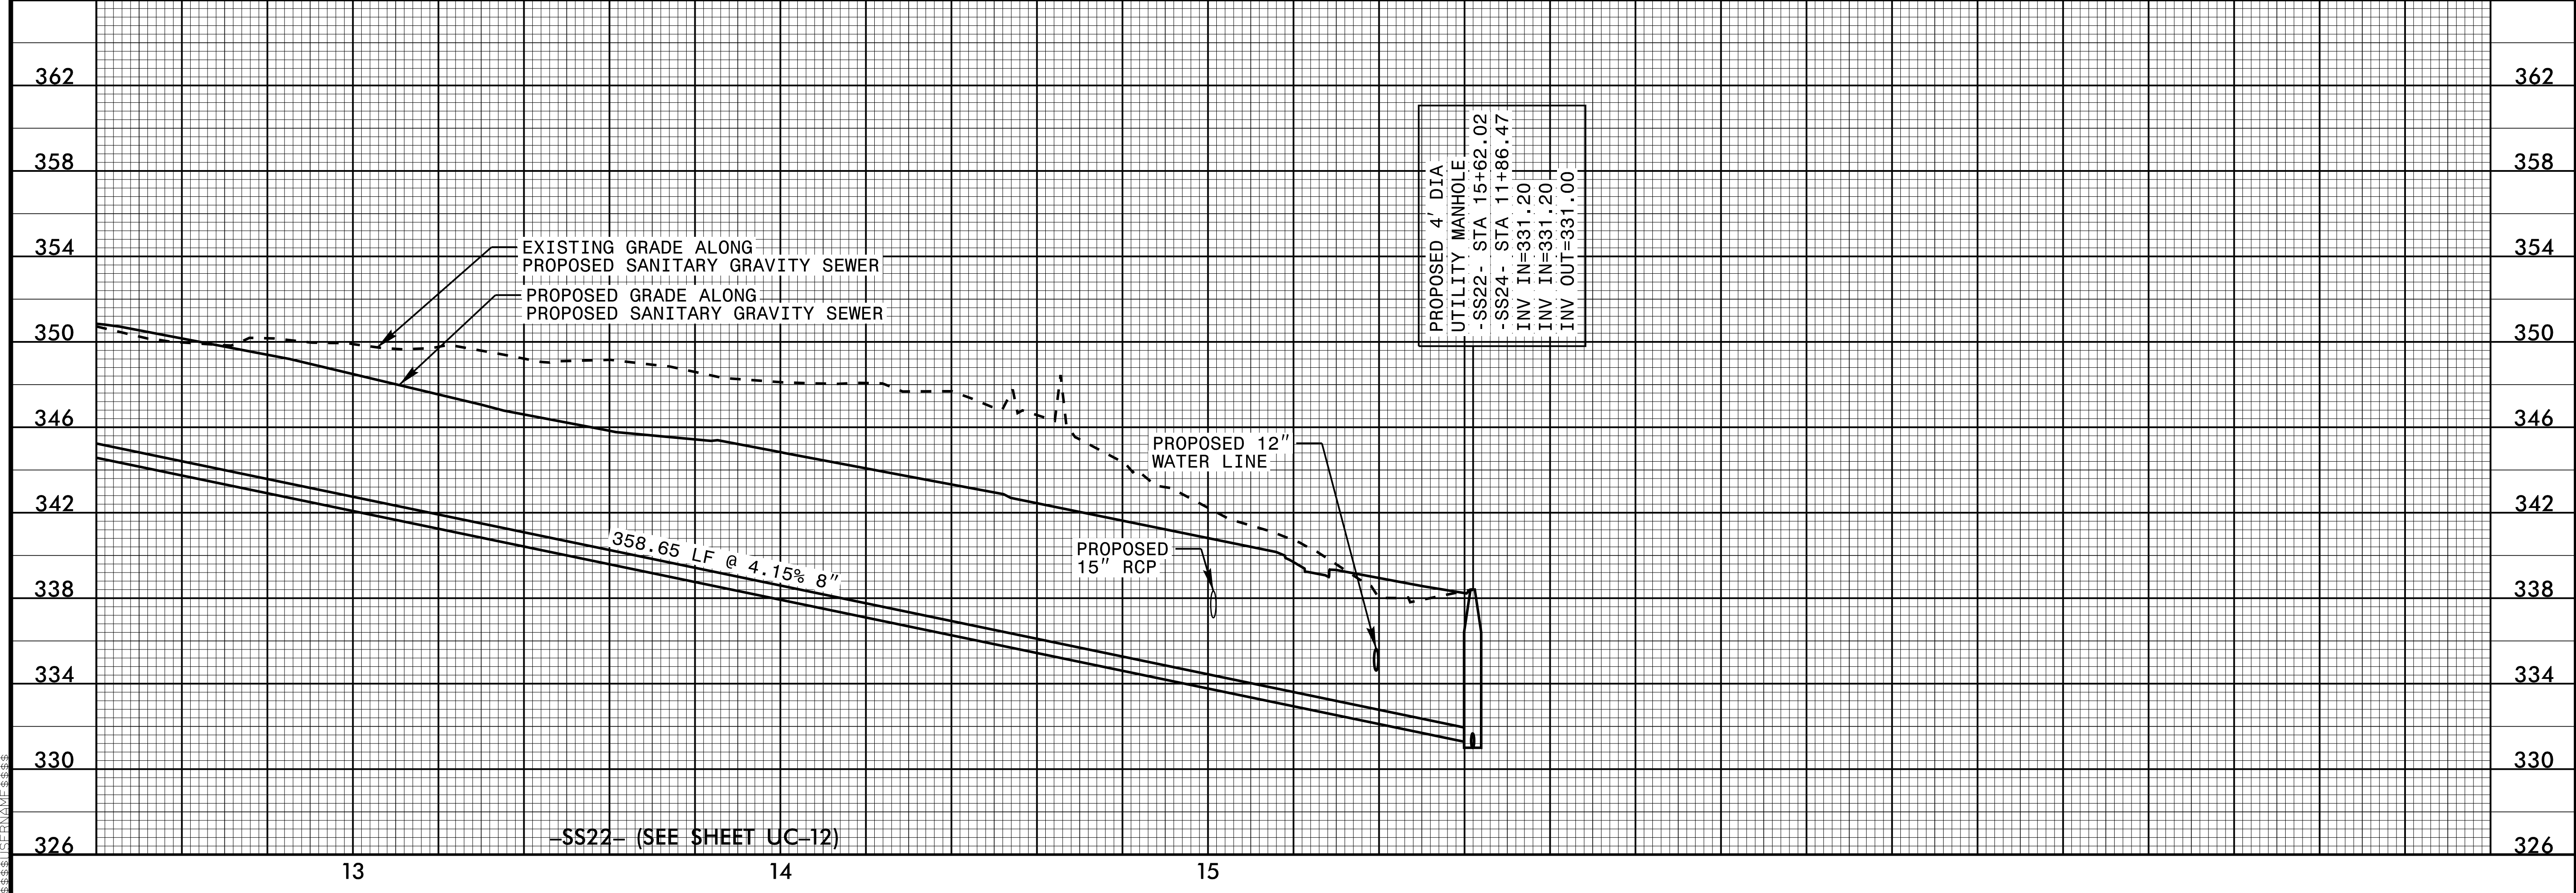 362
362
358
358
354
354
350
350
346
346
342
342
338
338
334
334
330
330
326
326
EXISTING GRADE ALONG
PROPOSED SANITARY GRAVITY SEWER
PROPOSED GRADE ALONG
PROPOSED SANITARY GRAVITY SEWER
PROPOSED 4' DIA
UTILITY MANHOLE
-SS22- STA 15+62.02
-SS24- STA 11+86.47
INV IN=331.20
INV IN=331.20
INV OUT=331.00
PROPOSED 12"
WATER LINE
PROPOSED
15" RCP
358.65 LF @ 4.15% 8"
–SS22– (SEE SHEET UC–12)
13
14
15
$$$$USERNAME$$$$